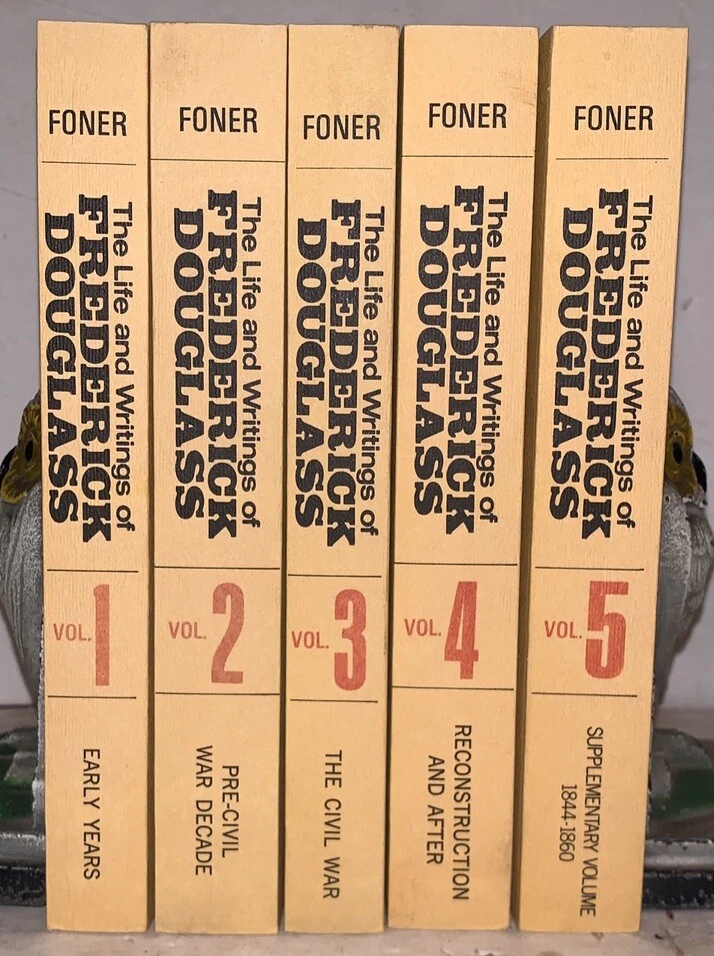 FONER
The Life and Writings of
FREDERICK
DOUGLASS
VOL. 1
EARLY YEARS
FONER
The Life and Writings of
FREDERICK
DOUGLASS
VOL. 2
PRE-CIVIL
WAR DECADE
FONER
The Life and Writings of
FREDERICK
DOUGLASS
VOL. 3
THE CIVIL WAR
FONER
The Life and Writings of
FREDERICK
DOUGLASS
VOL. 4
RECONSTRUCTION
AND AFTER
FONER
The Life and Writings of
FREDERICK
DOUGLASS
VOL. 5
SUPPLEMENTARY VOLUME
1844-1860